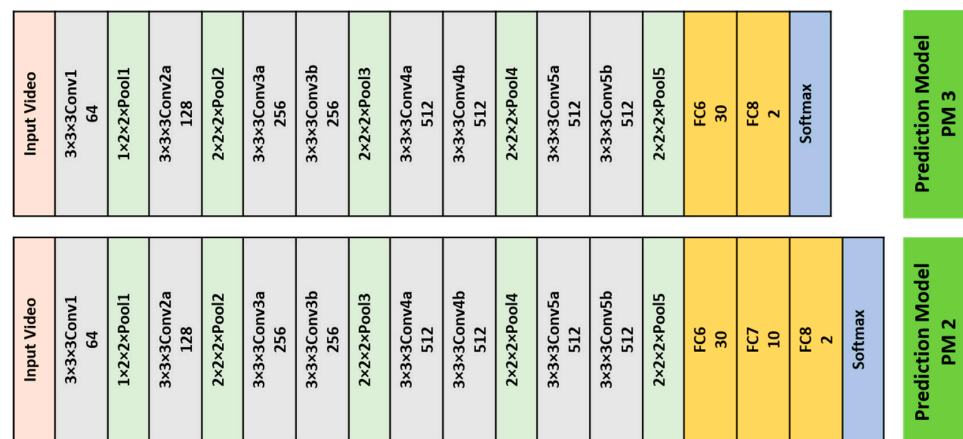 Input Video
3×3×3Conv1
64
1×2×2×Pool1
3×3×3Conv2a
128
2×2×2×Pool2
3×3×3Conv3a
256
3×3×3Conv3b
256
2×2×2×Pool3
3×3×3Conv4a
512
3×3×3Conv4b
512
2×2×2×Pool4
3×3×3Conv5a
512
3×3×3Conv5b
512
2×2×2×Pool5
FC6
30
FC8
2
Softmax
Prediction Model
PM 3
Input Video
3×3×3Conv1
64
1×2×2×Pool1
3×3×3Conv2a
128
2×2×2×Pool2
3×3×3Conv3a
256
3×3×3Conv3b
256
2×2×2×Pool3
3×3×3Conv4a
512
3×3×3Conv4b
512
2×2×2×Pool4
3×3×3Conv5a
512
3×3×3Conv5b
512
2×2×2×Pool5
FC6
30
FC7
10
FC8
2
Softmax
Prediction Model
PM 2